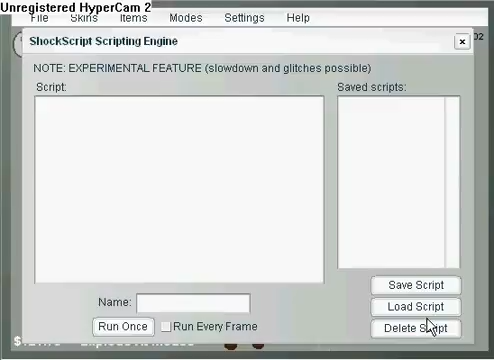 Unregistered HyperCam 2
File Skins Items Modes Settings Help
ShockScript Scripting Engine
x
02
NOTE: EXPERIMENTAL FEATURE (slowdown and glitches possible)
Script:
Saved scripts:
Save Script
Name:
Load Script
Run Once
Run Every Frame
Delete Script